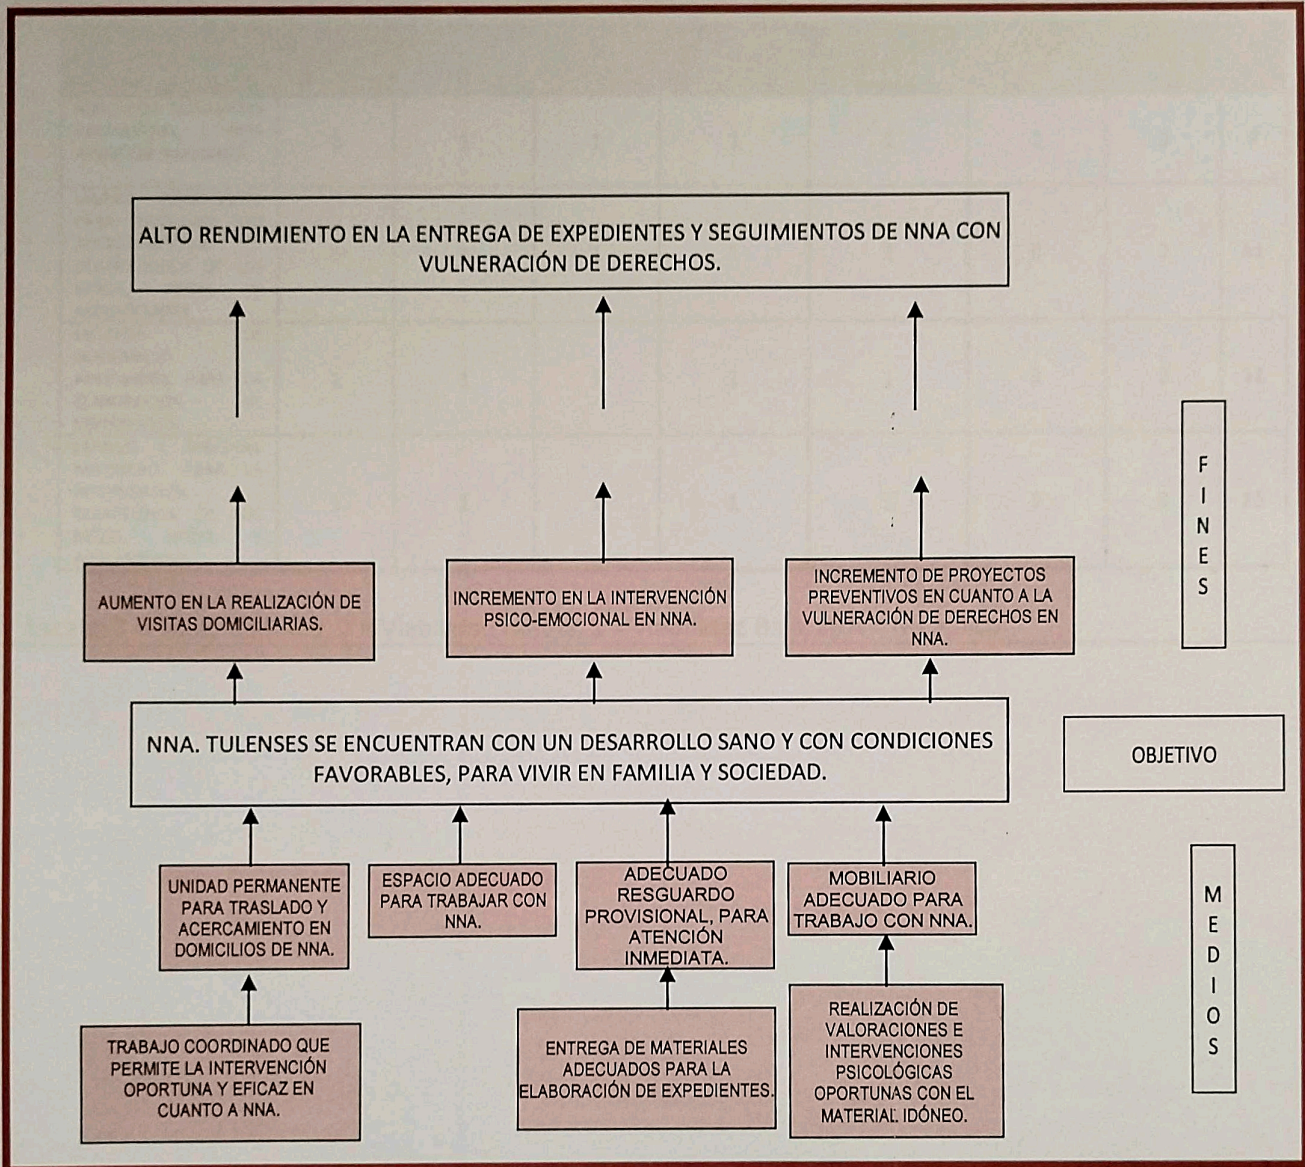 ALTO RENDIMIENTO EN LA ENTREGA DE EXPEDIENTES Y SEGUIMIENTOS DE NNA CON
VULNERACIÓN DE DERECHOS.
F
I
N
E
S
AUMENTO EN LA REALIZACIÓN DE
VISITAS DOMICILIARIAS.
INCREMENTO EN LA INTERVENCIÓN
PSICO-EMOCIONAL EN NNA.
INCREMENTO DE PROYECTOS
PREVENTIVOS EN CUANTO A LA
VULNERACIÓN DE DERECHOS EN
NNA.
NNA. TULENSES SE ENCUENTRAN CON UN DESARROLLO SANO Y CON CONDICIONES
FAVORABLES, PARA VIVIR EN FAMILIA Y SOCIEDAD.
OBJETIVO
UNIDAD PERMANENTE
PARA TRASLADO Y
ACERCAMIENTO EN
DOMICILIOS DE NNA.
ESPACIO ADECUADO
PARA TRABAJAR CON
NNA.
ADECUADO
RESGUARDO
PROVISIONAL, PARA
ATENCIÓN
INMEDIATA.
MOBILIARIO
ADECUADO PARA
TRABAJO CON NNA.
M
E
D
I
O
S
TRABAJO COORDINADO QUE
PERMITE LA INTERVENCIÓN
OPORTUNA Y EFICAZ EN
CUANTO A NNA.
ENTREGA DE MATERIALES
ADECUADOS PARA LA
ELABORACIÓN DE EXPEDIENTES.
REALIZACIÓN DE
VALORACIONES E
INTERVENCIONES
PSICOLÓGICAS
OPORTUNAS CON EL
MATERIAL IDÓNEO.